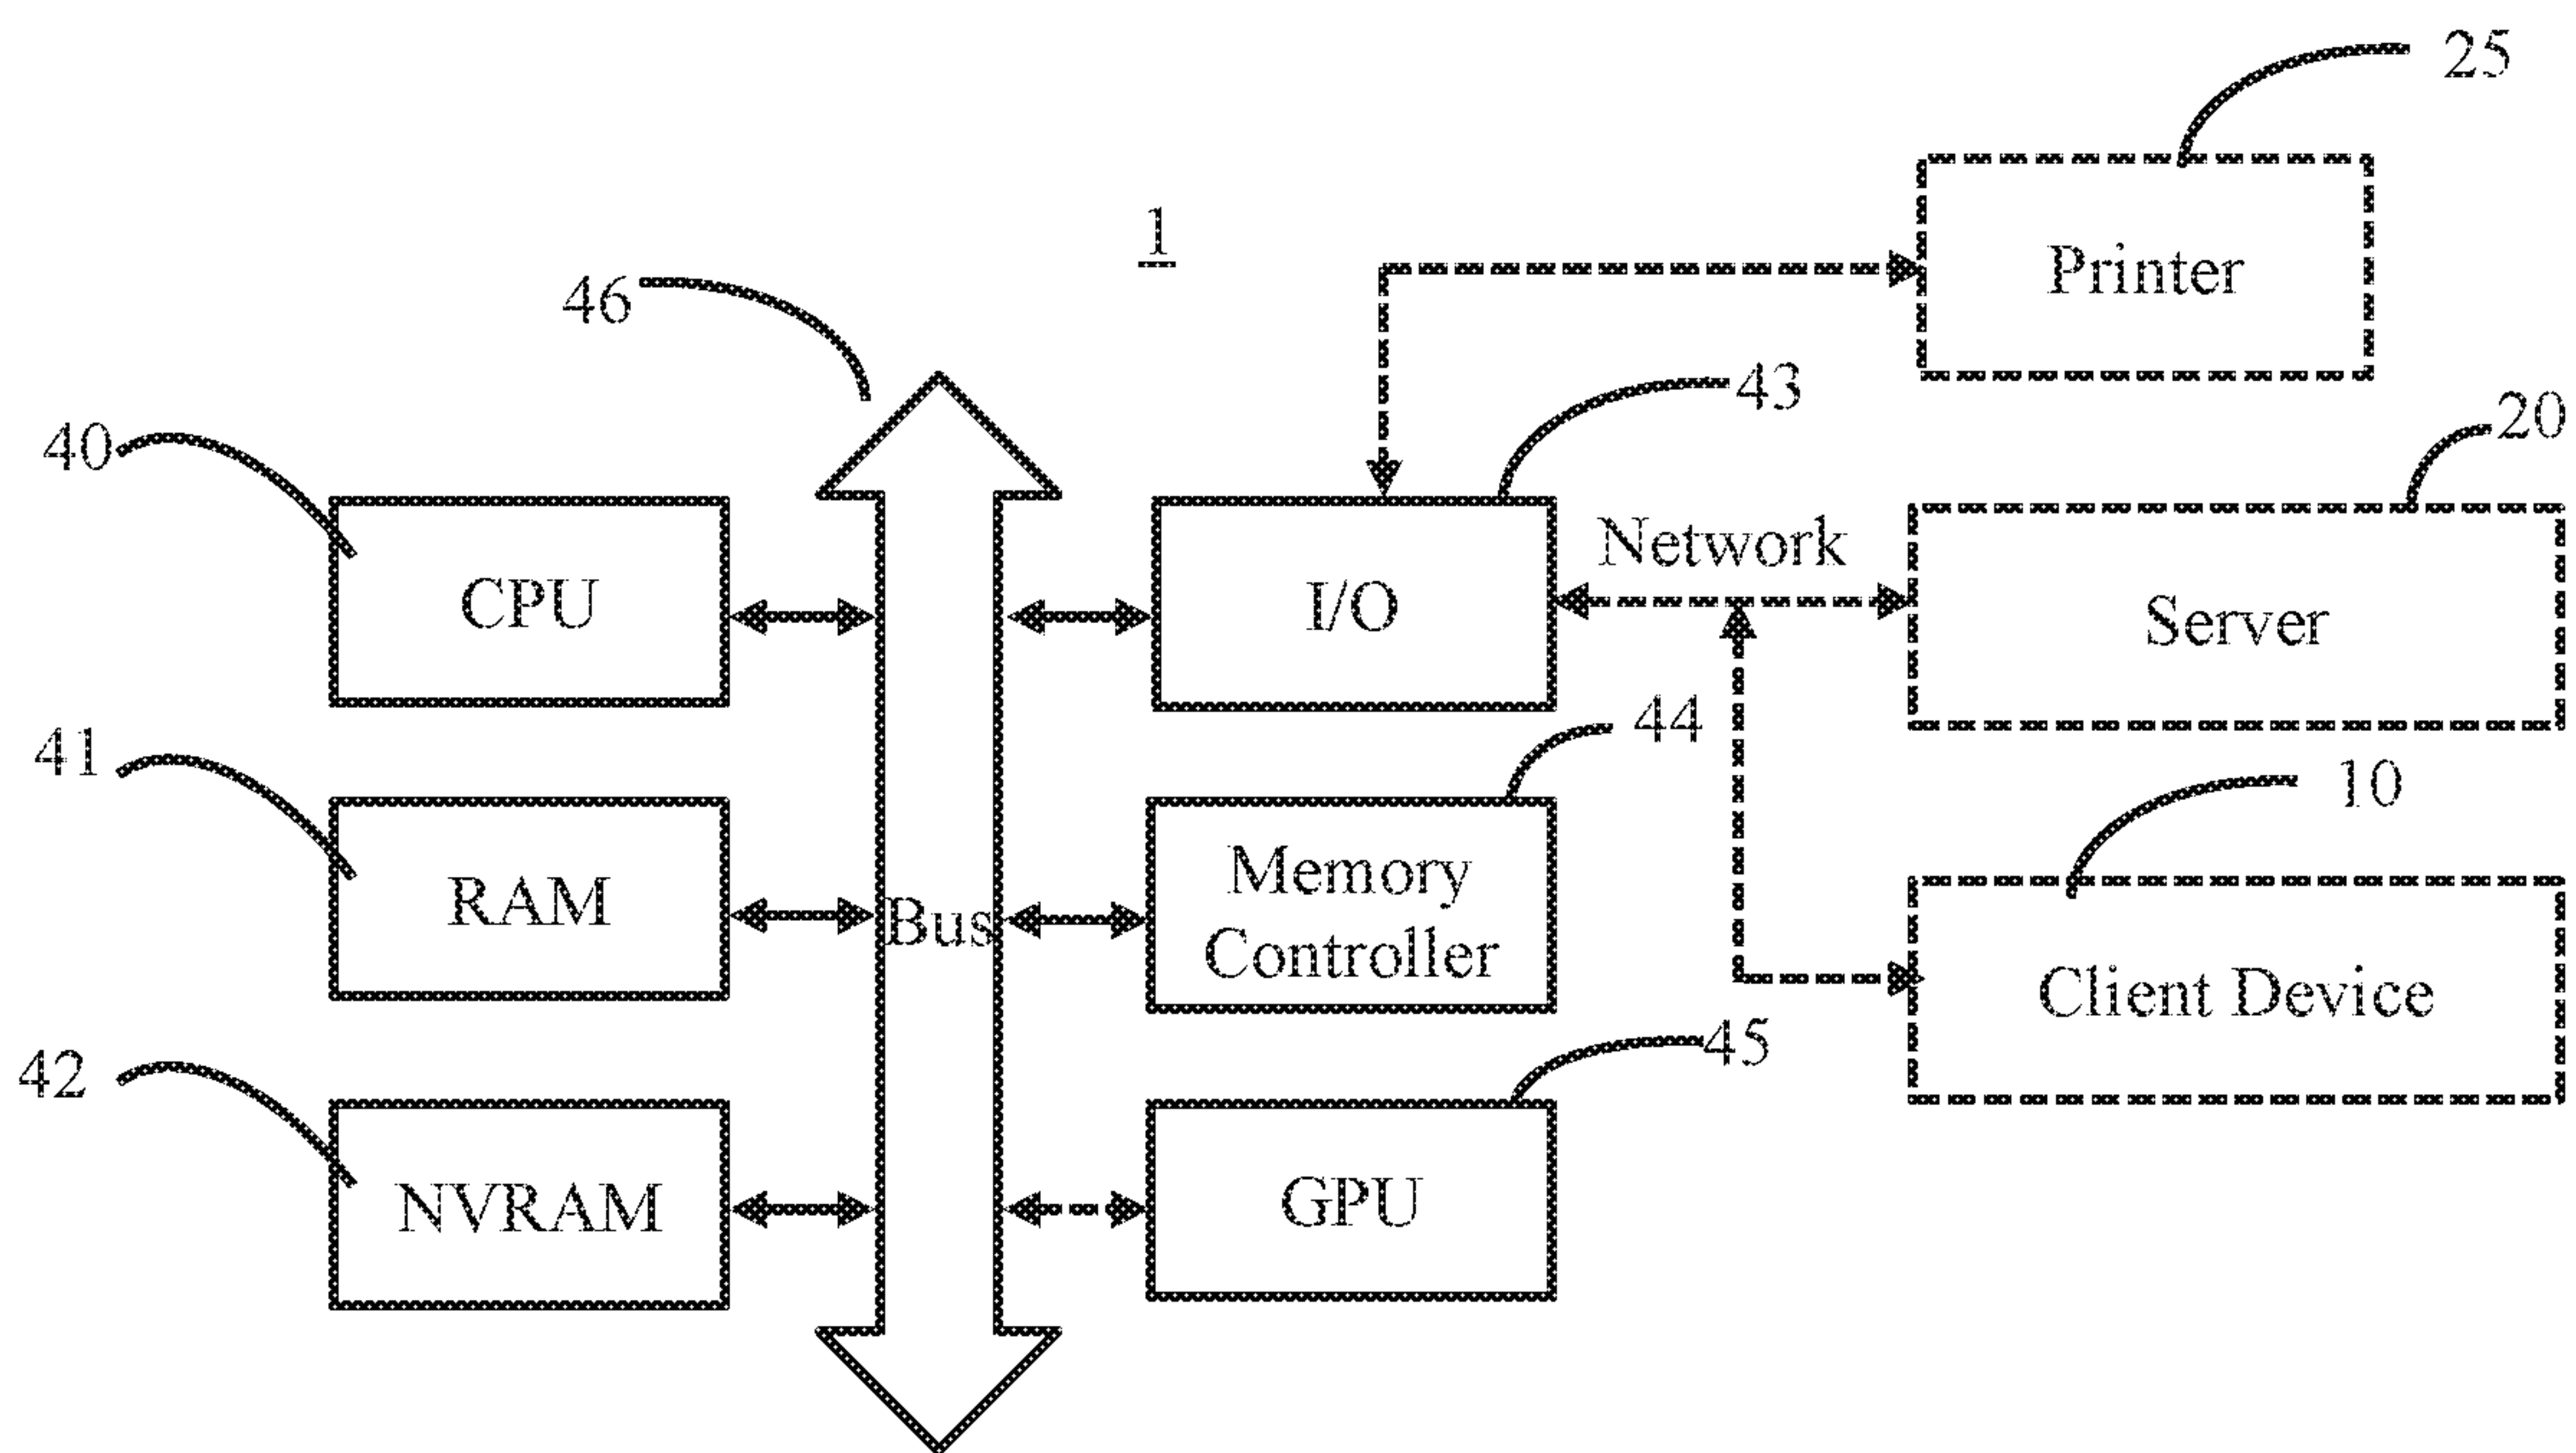 25
1
Printer
46
43
20
40
Network
CPU
I/O
Server
44
41
10
Memory
RAM
Bus
Controller
Client Device
45
42
NVRAM
GPU